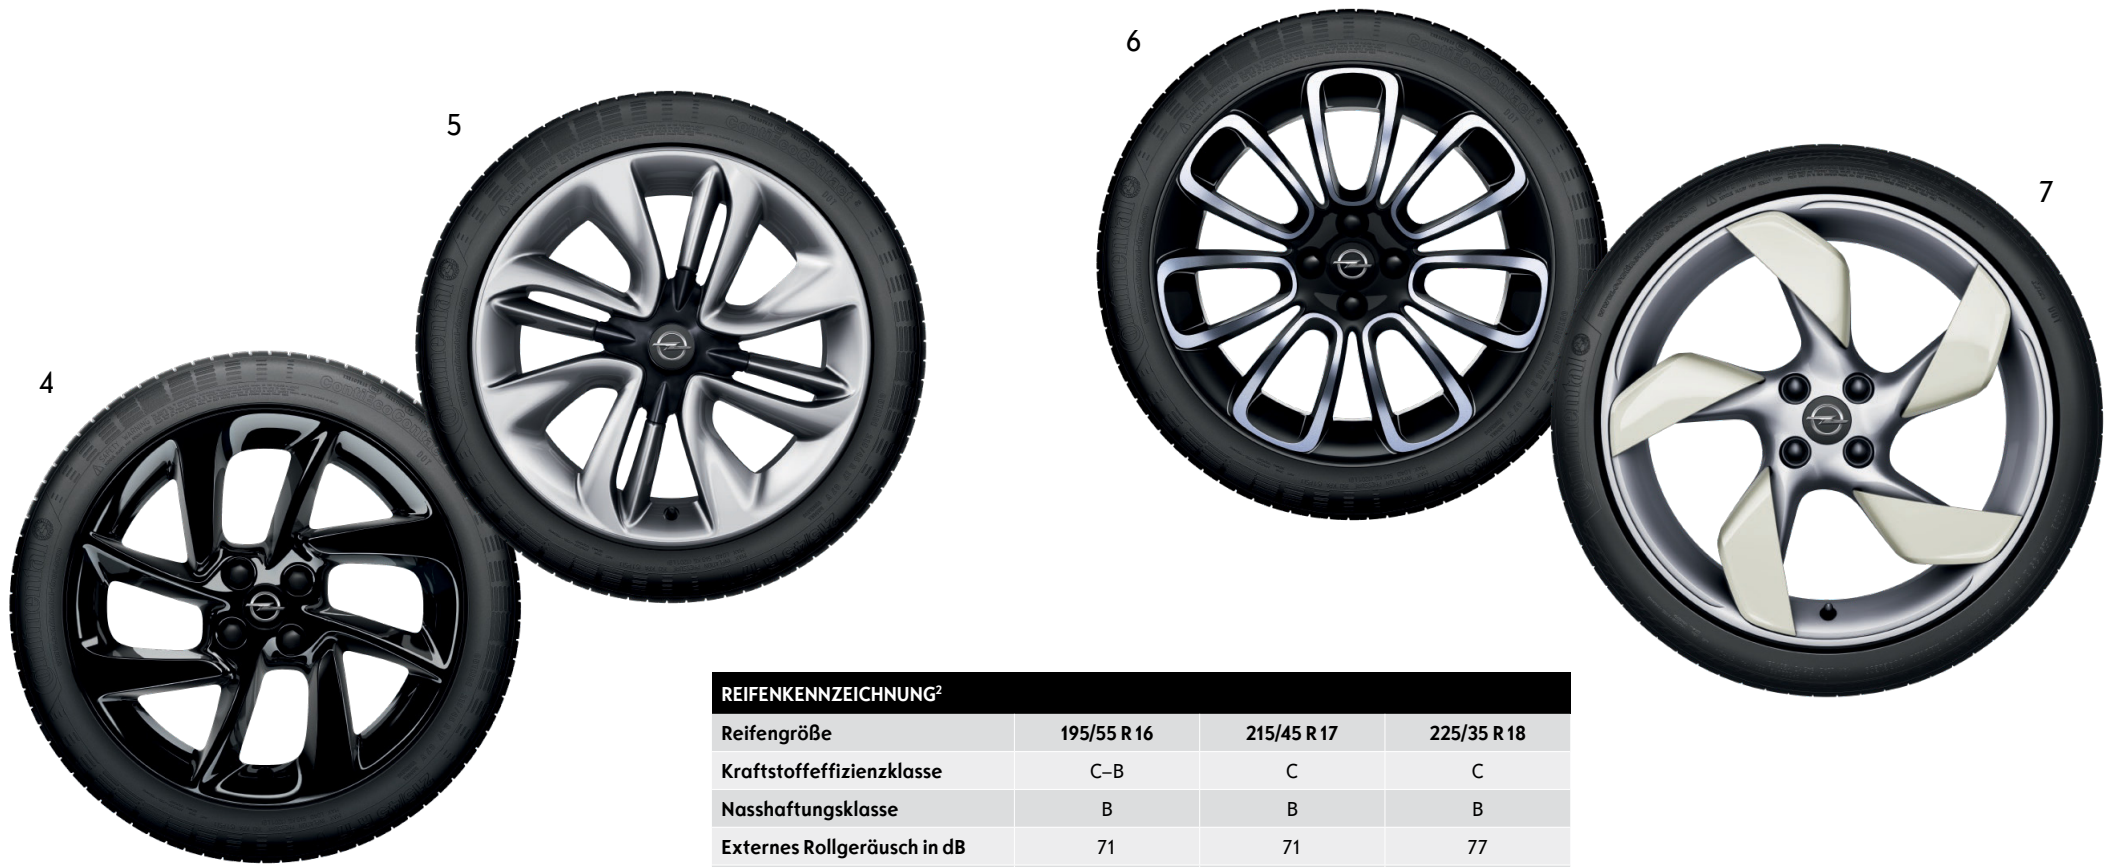 4
5
6
7
REIFENKENNZEICHNUNG²
Reifengröße 195/55 R 16 215/45 R 17 225/35 R 18
Kraftstoffeffizienzklasse C–B C C
Nasshaftungsklasse B B B
Externes Rollgeräusch in dB 71 71 77